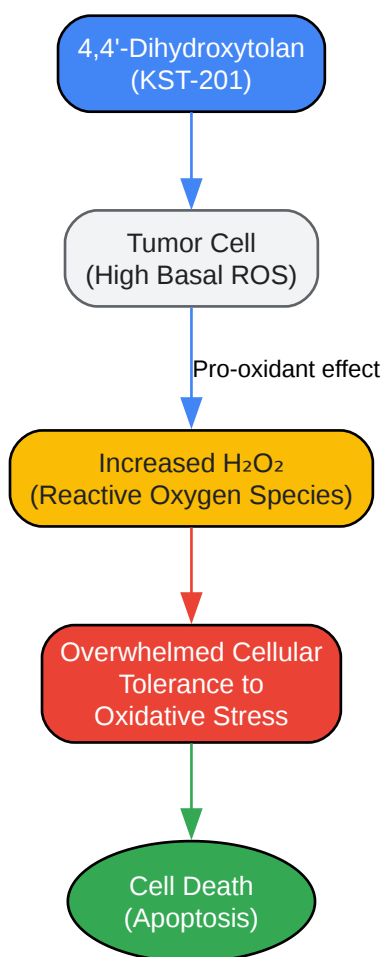 4,4'-Dihydroxytolan
(KST-201)
Tumor Cell
(High Basal ROS)
Pro-oxidant effect
Increased H₂O₂
(Reactive Oxygen Species)
Overwhelmed Cellular
Tolerance to
Oxidative Stress
Cell Death
(Apoptosis)